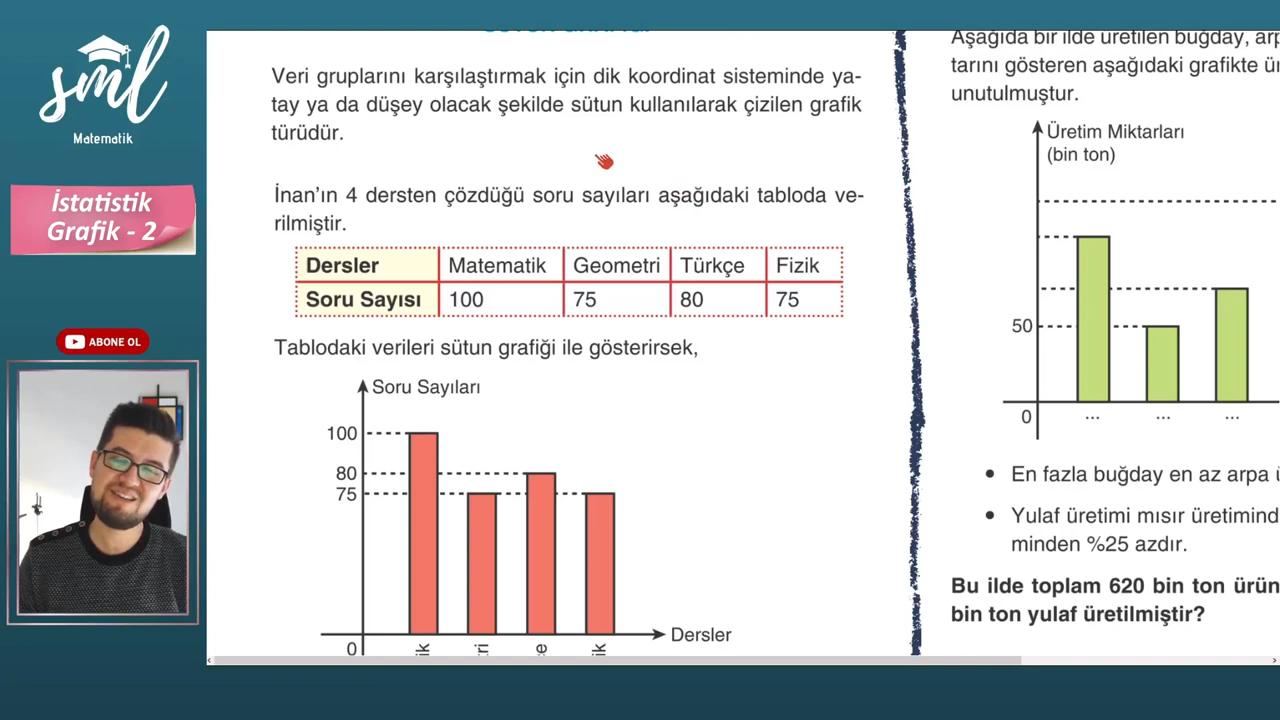 sml
Matematik
İstatistik
Grafik - 2
ABONE OL
Veri gruplarını karşılaştırmak için dik koordinat sisteminde ya-
tay ya da düşey olacak şekilde sütun kullanılarak çizilen grafik
türüdür.
İnan’ın 4 dersten çözdüğü soru sayıları aşağıdaki tabloda ve-
rilmiştir.
Dersler Matematik Geometri Türkçe Fizik
Soru Sayısı 100 75 80 75
Tablodaki verileri sütun grafiği ile gösterirsek,
Soru Sayıları
100
80
75
0
Dersler
Aşağıda bir ilde üretilen buğday, arp
tarını gösteren aşağıdaki grafikte ür
unutulmuştur.
Üretim Miktarları
(bin ton)
50
0
... ... ...
• En fazla buğday en az arpa ü
• Yulaf üretimi mısır üretimind
minden %25 azdır.
Bu ilde toplam 620 bin ton ürün
bin ton yulaf üretilmiştir?